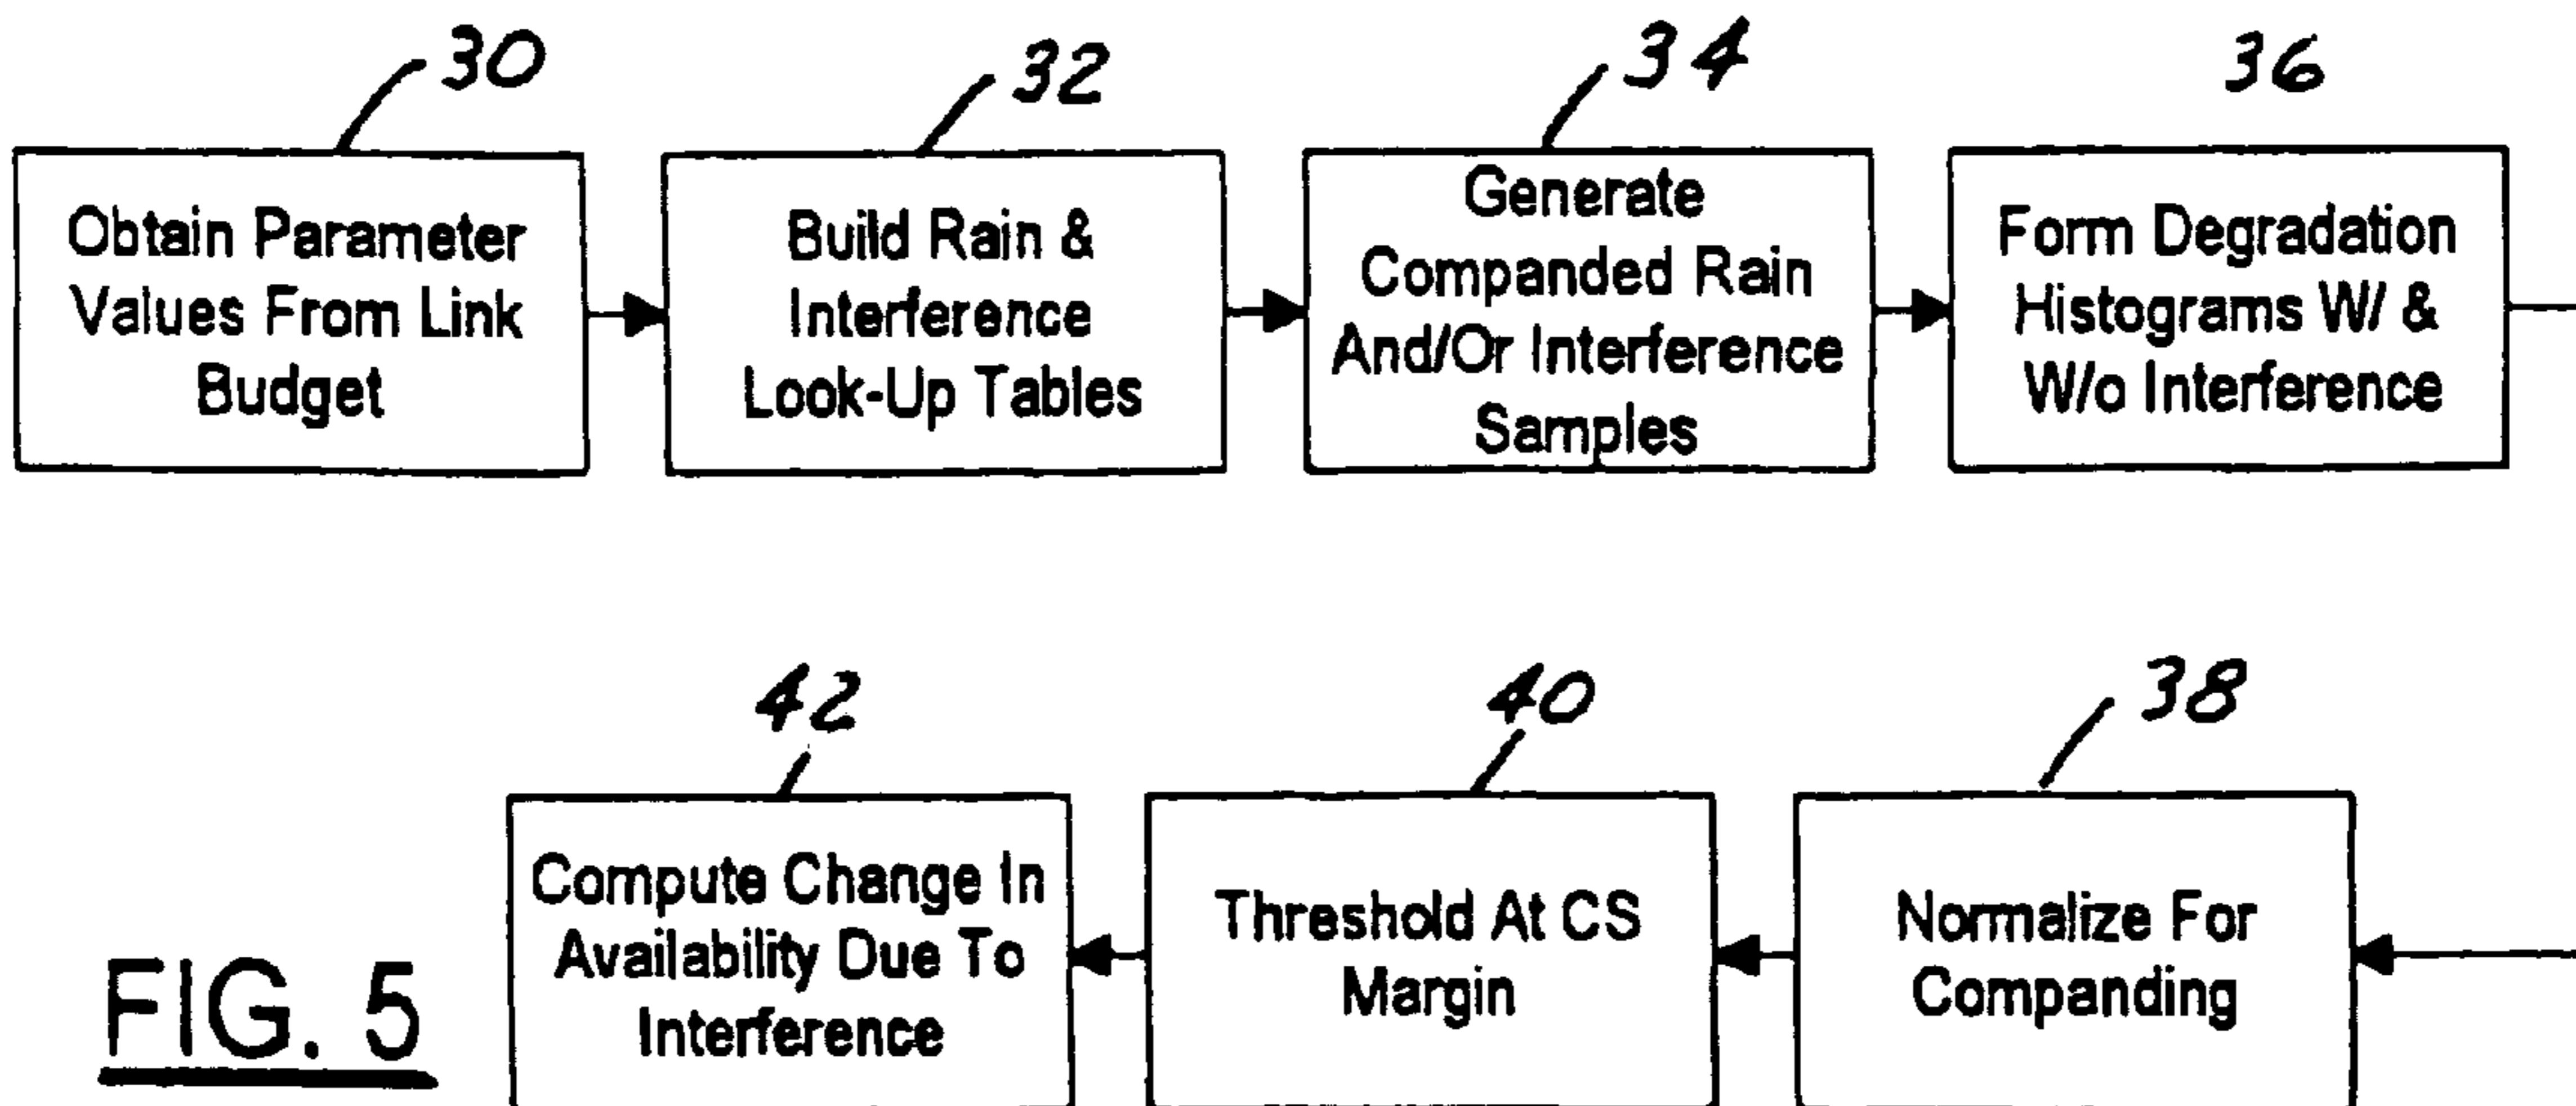 30
32
34
36
Obtain Parameter
Values From Link
Budget
Build Rain &
Interference
Look-Up Tables
Generate
Companded Rain
And/Or Interference
Samples
Form Degradation
Histograms W/ &
W/o Interference
42
40
38
Compute Change In
Availability Due To
Interference
Threshold At CS
Margin
Normalize For
Companding
FIG. 5